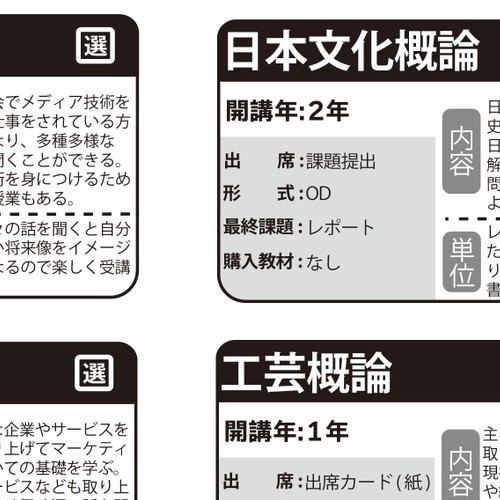 選
会でメディア技術を
仕事をされている方
より、多種多様な
聞くことができる。
術を身につけるため
授業もある。
々の話を聞くと自分
い将来像をイメージ
なるので楽しく受講
日本文化概論
開講年:2年
出　　席:課題提出
形　　式:OD
最終課題:レポート
購入教材:なし
内容
日
史
日
解
問
よ
単位
レ
た
り
書
選
は企業やサービスを
り上げてマーケティ
いての基礎を学ぶ。
ービスなども取り上
工芸概論
開講年:1年
出　　席:出席カード(紙)
内容
主
取
現
や